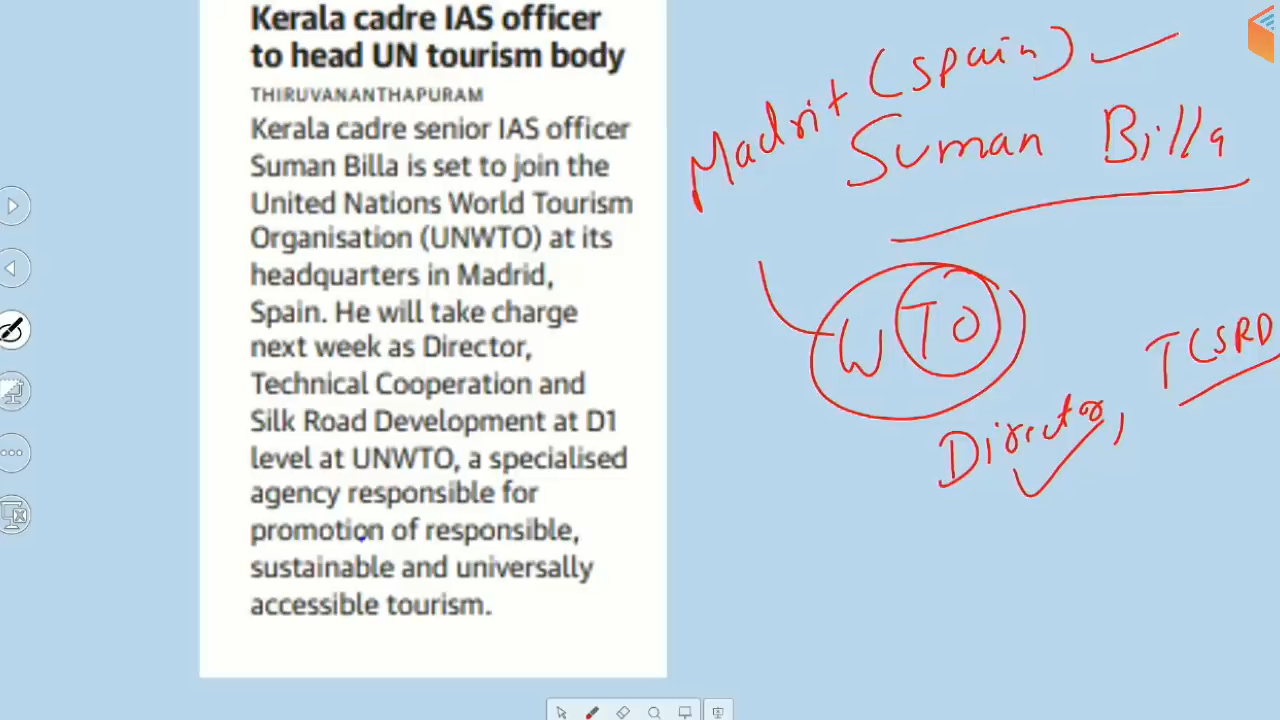 Kerala cadre IAS officer
to head UN tourism body
THIRUVANANTHAPURAM
Kerala cadre senior IAS officer
Suman Billa is set to join the
United Nations World Tourism
Organisation (UNWTO) at its
headquarters in Madrid,
Spain. He will take charge
next week as Director,
Technical Cooperation and
Silk Road Development at D1
level at UNWTO, a specialised
agency responsible for
promotion of responsible,
sustainable and universally
accessible tourism.
Madrit (spain)
Suman Billa
WTO
Director, TCSRD